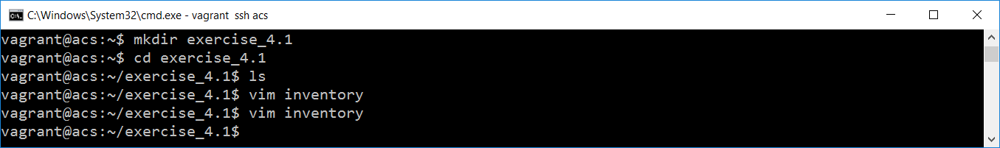 C:\Windows\System32\cmd.exe - vagrant  ssh acs
vagrant@acs:~$ mkdir exercise_4.1
vagrant@acs:~$ cd exercise_4.1
vagrant@acs:~/exercise_4.1$ ls
vagrant@acs:~/exercise_4.1$ vim inventory
vagrant@acs:~/exercise_4.1$ vim inventory
vagrant@acs:~/exercise_4.1$